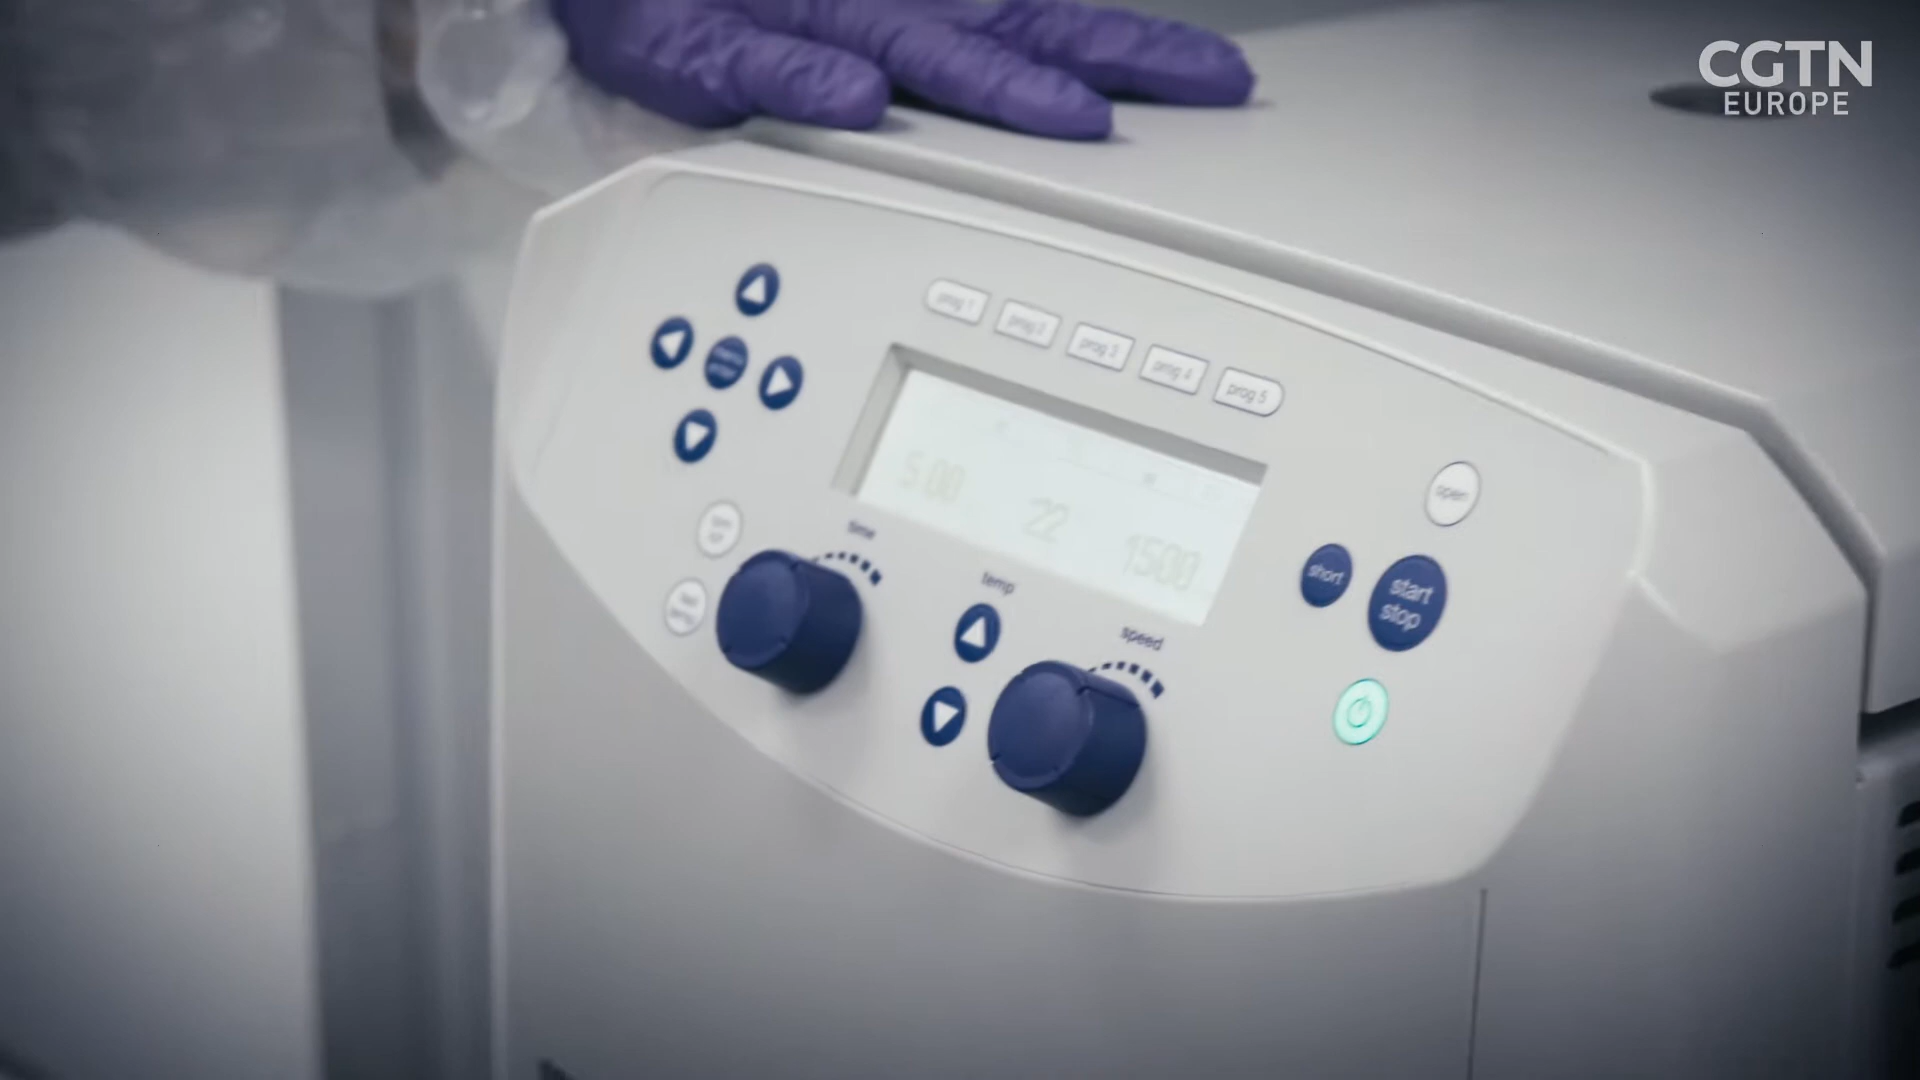 CGTN
EUROPE
prog 1
prog 2
prog 3
prog 4
prog 5
5:00
22
1500
time
temp
speed
open
short
start
stop